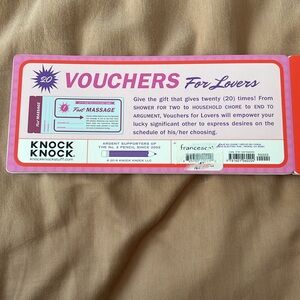 20
VOUCHERS For Lovers
Give the gift that gives twenty (20) times! From
SHOWER FOR TWO to HOUSEHOLD CHORE to END TO
ARGUMENT, Vouchers for Lovers will empower your
lucky significant other to express desires on the
schedule of his/her choosing.
Foot MASSAGE
KNOCK
KNOCK
knockknockstuff.com
ARDENT SUPPORTERS OF
THE No. 2 PENCIL SINCE 2002
KNOCK KNOCK LLC
francesca's